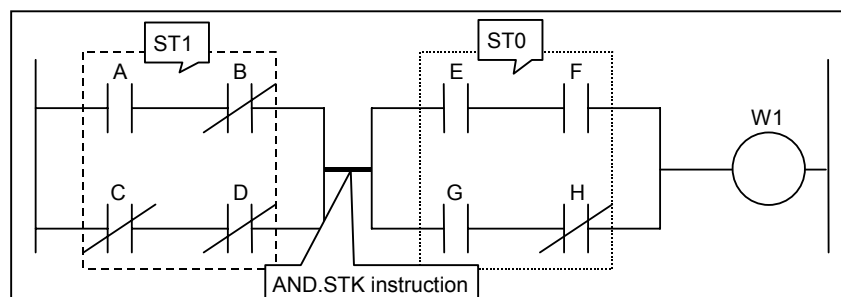 ST1
ST0
A B E F
W1
C D G H
AND.STK instruction